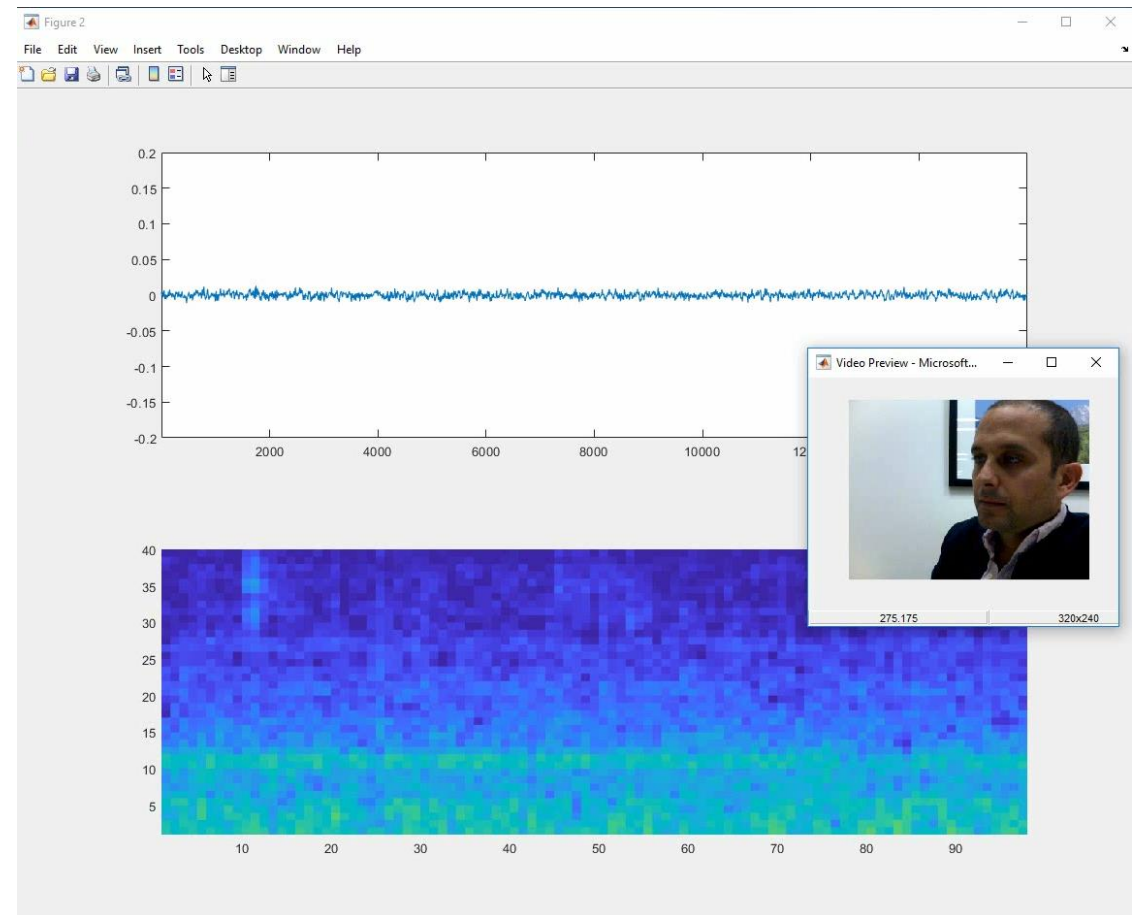 Figure 2
File Edit View Insert Tools Desktop Window Help
0.2
0.15
0.1
0.05
0
-0.05
-0.1
-0.15
-0.2
2000 4000 6000 8000 10000 12
Video Preview - Microsoft...
275.175 320x240
40
35
30
25
20
15
10
5
10 20 30 40 50 60 70 80 90